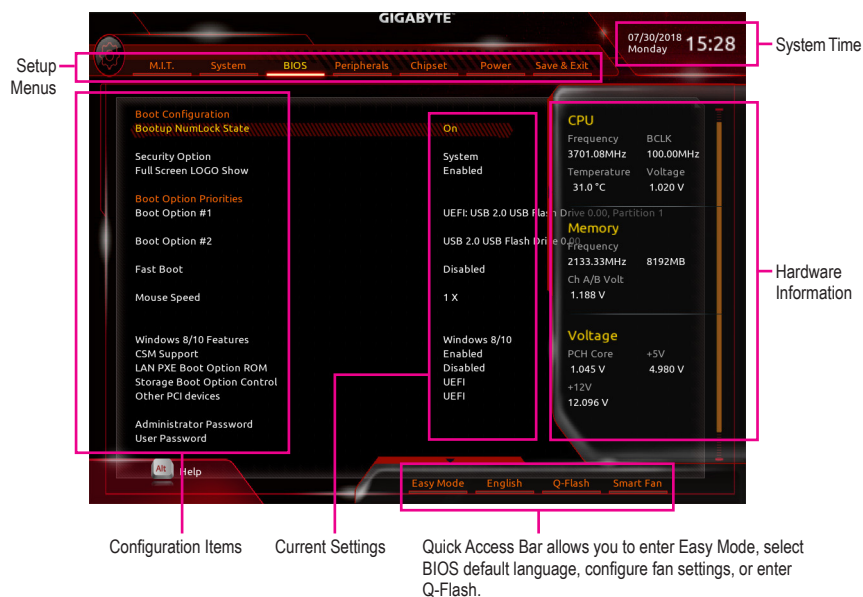 GIGABYTE
07/30/2018
Monday
15:28
System Time
Setup
Menus
M.I.T. System BIOS Peripherals Chipset Power Save & Exit
Boot Configuration
Bootup NumLock State On
Security Option System
Full Screen LOGO Show Enabled
Boot Option Priorities
Boot Option #1 UEFI: USB 2.0 USB Flash Drive 0.00, Partition 1
Boot Option #2 USB 2.0 USB Flash Drive 0.00
Fast Boot Disabled
Mouse Speed 1 X
Windows 8/10 Features Windows 8/10
CSM Support Enabled
LAN PXE Boot Option ROM Disabled
Storage Boot Option Control UEFI
Other PCI devices UEFI
Administrator Password
User Password
CPU
Frequency BCLK
3701.08MHz 100.00MHz
Temperature Voltage
31.0 °C 1.020 V
Memory
Frequency
2133.33MHz 8192MB
Ch A/B Volt
1.188 V
Voltage
PCH Core +5V
1.045 V 4.980 V
+12V
12.096 V
Hardware
Information
Alt Help
Easy Mode English Q-Flash Smart Fan
Configuration Items
Current Settings
Quick Access Bar allows you to enter Easy Mode, select
BIOS default language, configure fan settings, or enter
Q-Flash.